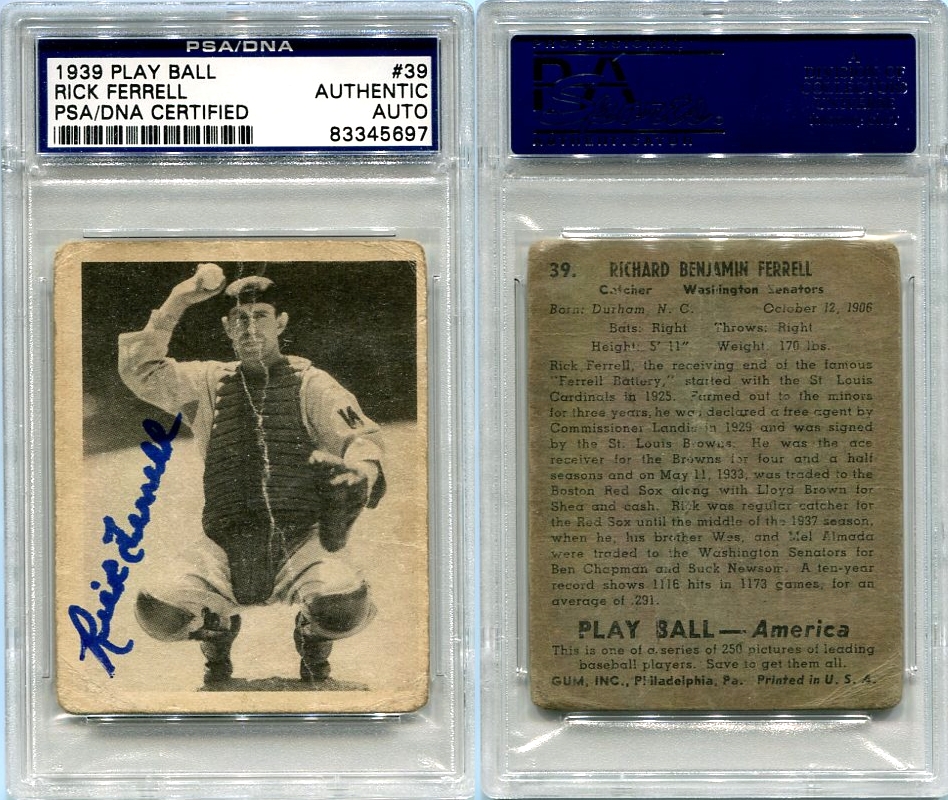 PSA/DNA
1939 PLAY BALL #39
RICK FERRELL AUTHENTIC
PSA/DNA CERTIFIED AUTO
83345697
Rick Ferrell
PROFESSIONAL
39. RICHARD BENJAMIN FERRELL
Catcher Washington Senators
Born: Durham, N. C. October 12, 1906
Bats: Right Throws: Right
Height: 5' 11" Weight: 170 lbs.
Rick Ferrell, the receiving end of the famous
"Ferrell Battery," started with the St. Louis
Cardinals in 1925. Farmed out to the minors
for three years, he was declared a free agent by
Commissioner Landis in 1929 and was signed
by the St. Louis Browns. He was the ace
receiver for the Browns for four and a half
seasons and on May 11, 1933, was traded to the
Boston Red Sox along with Lloyd Brown for
Shea and cash. Rick was regular catcher for
the Red Sox until the middle of the 1937 season,
when he, his brother Wes, and Mel Almada
were traded to the Washington Senators for
Ben Chapman and Buck Newsom. A ten-year
record shows 1116 hits in 1173 games, for an
average of .291.
PLAY BALL — America
This is one of a series of 250 pictures of leading
baseball players. Save to get them all.
GUM, INC., Philadelphia, Pa. Printed in U. S. A.